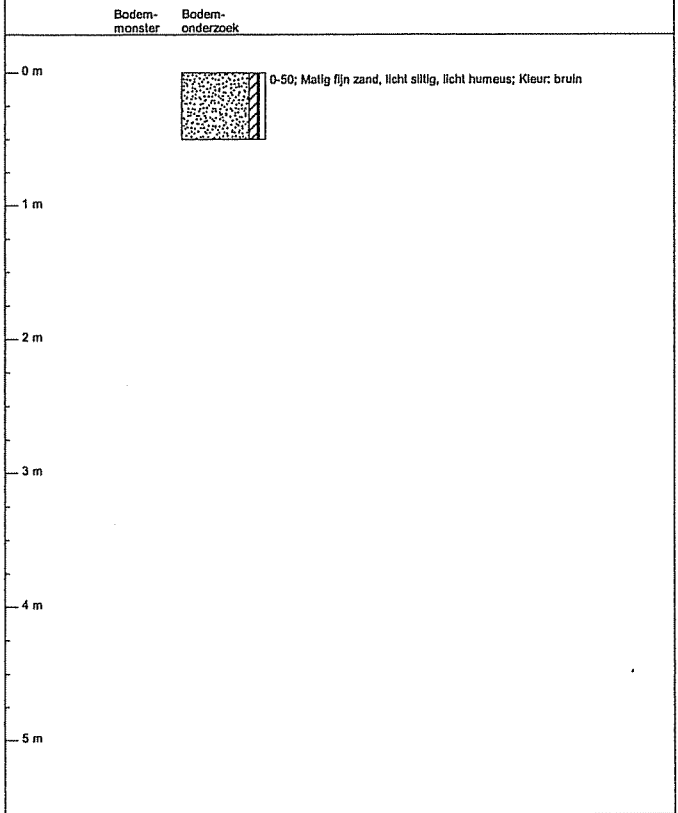 Bodem- Bodem-
monster onderzoek
0 m
0-50; Matig fijn zand, licht siltig, licht humeus; Kleur: bruin
1 m
2 m
3 m
4 m
5 m